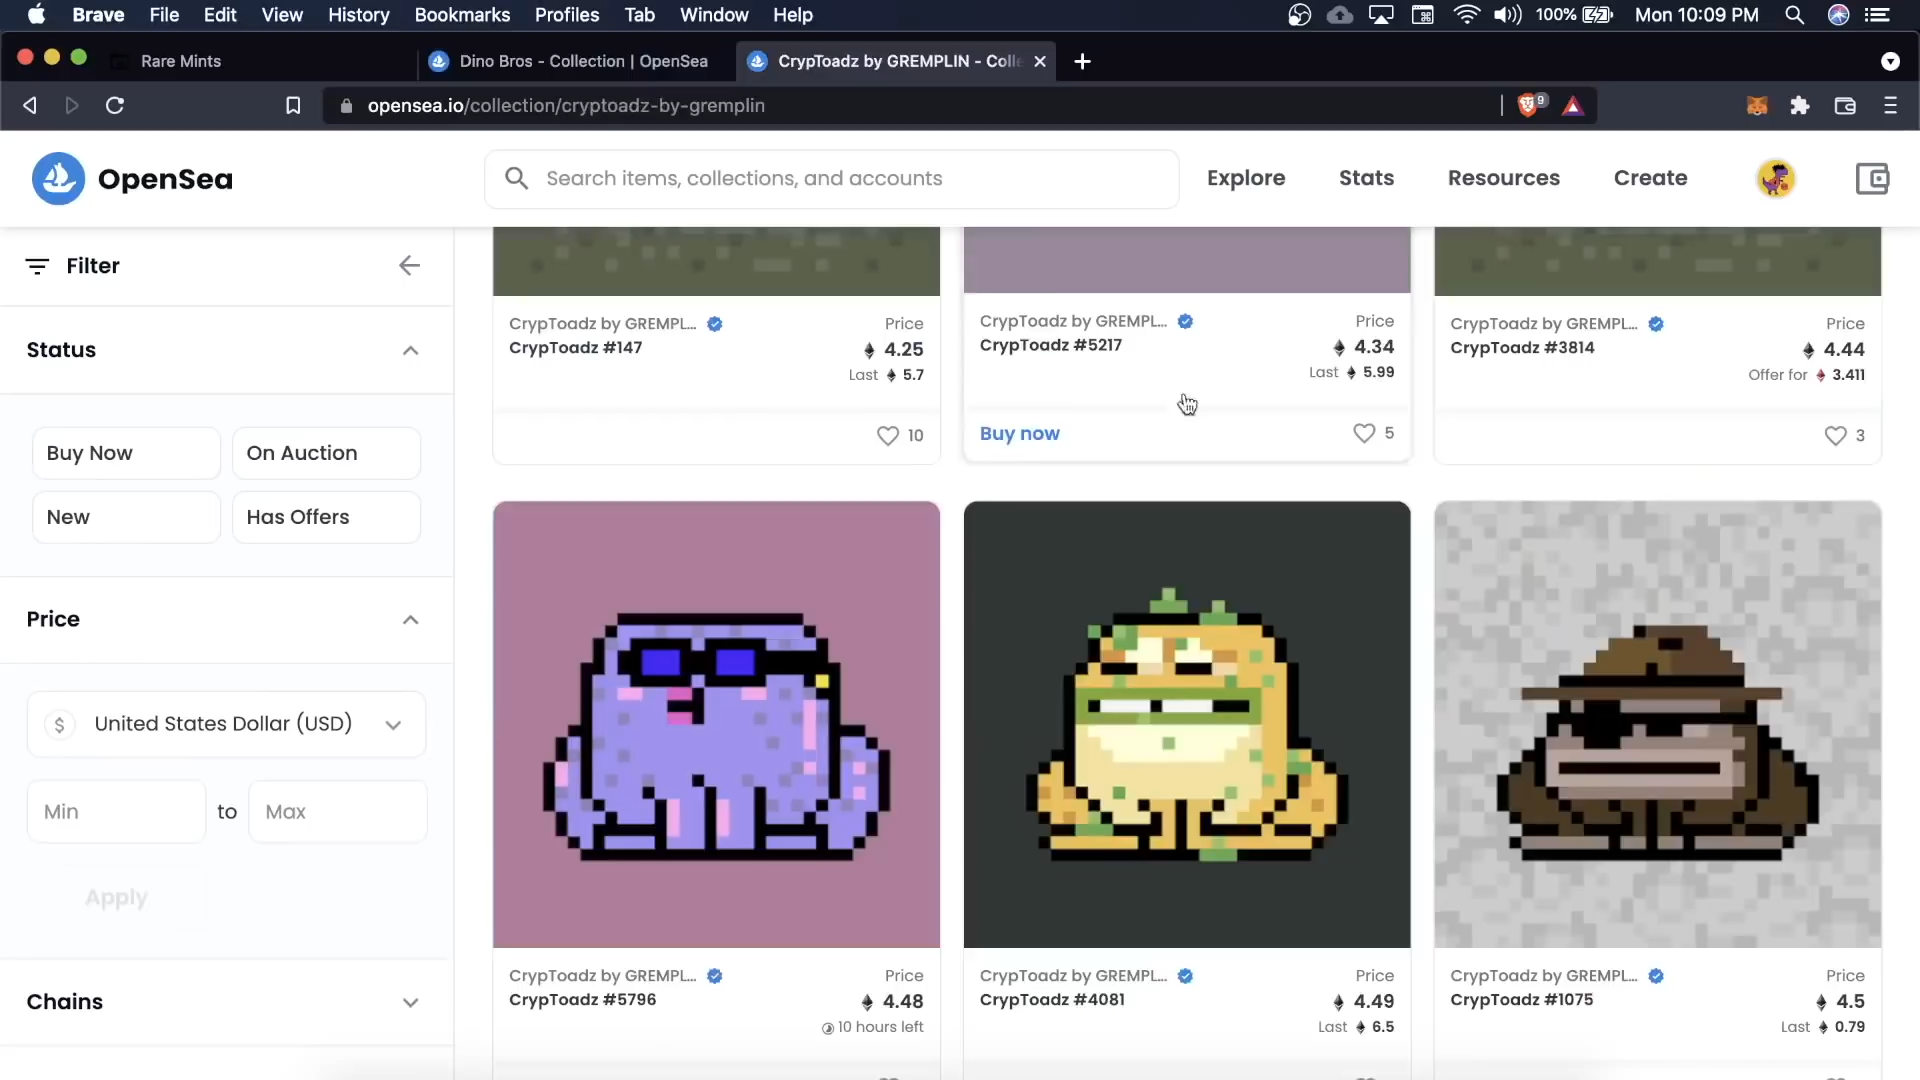 Brave File Edit View History Bookmarks Profiles Tab Window Help 100% Mon 10:09 PM
Rare Mints Dino Bros - Collection | OpenSea CrypToadz by GREMPLIN - Coll
opensea.io/collection/cryptoadz-by-gremplin 9
OpenSea Search items, collections, and accounts Explore Stats Resources Create
Filter
Status
Buy Now On Auction
New Has Offers
Price
$ United States Dollar (USD)
Min to Max
Apply
Chains
CrypToadz by GREMPL... Price
CrypToadz #147 4.25
Last 5.7
10
CrypToadz by GREMPL... Price
CrypToadz #5217 4.34
Last 5.99
Buy now 5
CrypToadz by GREMPL... Price
CrypToadz #3814 4.44
Offer for 3.411
3
CrypToadz by GREMPL... Price
CrypToadz #5796 4.48
10 hours left
CrypToadz by GREMPL... Price
CrypToadz #4081 4.49
Last 6.5
CrypToadz by GREMPL... Price
CrypToadz #1075 4.5
Last 0.79